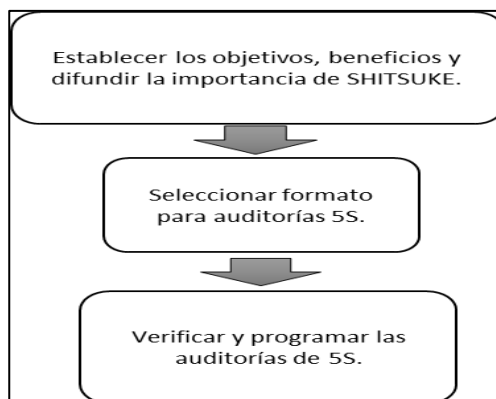 Establecer los objetivos, beneficios y
difundir la importancia de SHITSUKE.
Seleccionar formato
para auditorías 5S.
Verificar y programar las
auditorías de 5S.